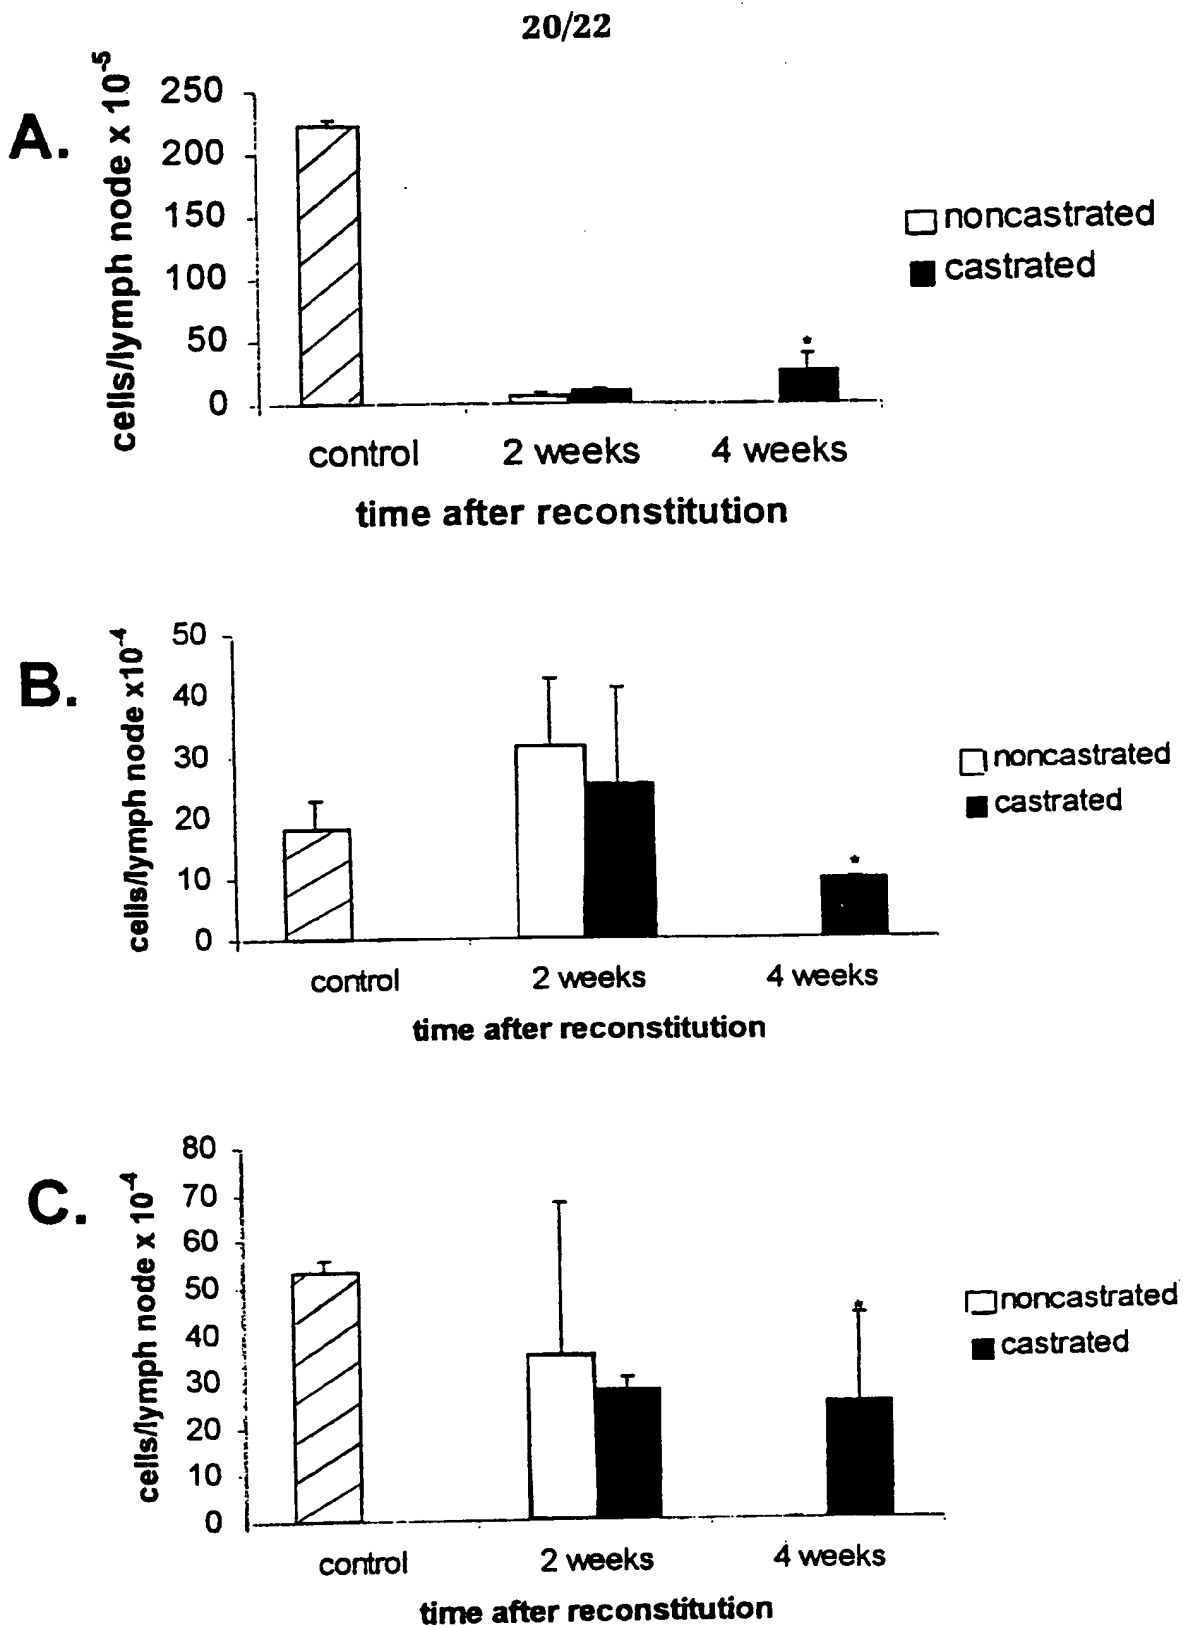 20/22
A.
cells/lymph node x 10⁻⁵
250
200
150
100
50
0
*
noncastrated
castrated
control 2 weeks 4 weeks
time after reconstitution
B.
cells/lymph node x10⁻⁴
50
40
30
20
10
0
*
noncastrated
castrated
control 2 weeks 4 weeks
time after reconstitution
C.
cells/lymph node x 10⁻⁴
80
70
60
50
40
30
20
10
0
*
noncastrated
castrated
control 2 weeks 4 weeks
time after reconstitution